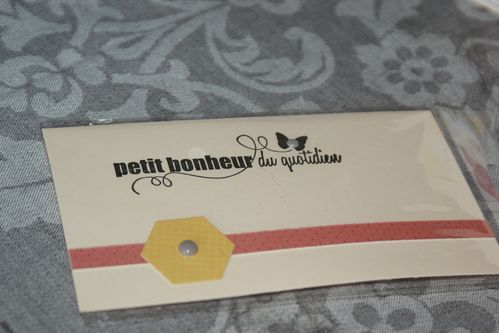 petit bonheur du quotidien